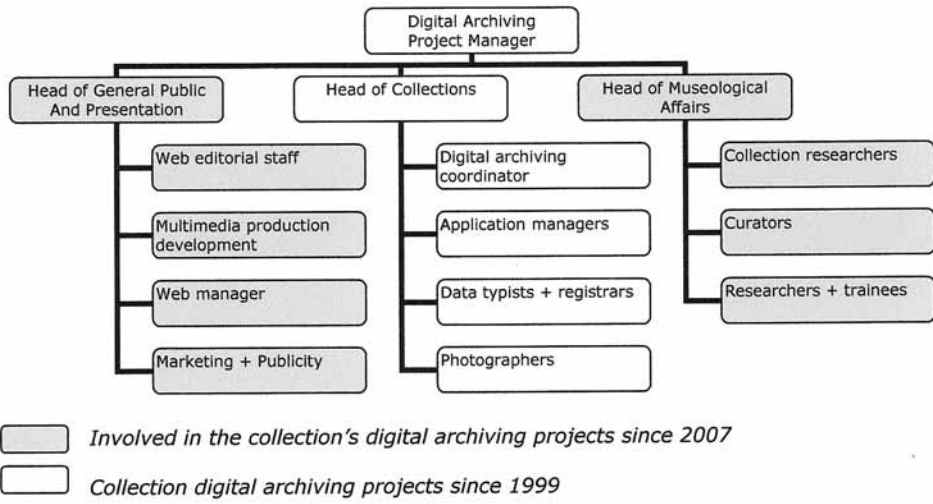 Digital Archiving
Project Manager
Head of General Public
And Presentation
Web editorial staff
Multimedia production
development
Web manager
Marketing + Publicity
Head of Collections
Digital archiving
coordinator
Application managers
Data typists + registrars
Photographers
Head of Museological
Affairs
Collection researchers
Curators
Researchers + trainees
Involved in the collection's digital archiving projects since 2007
Collection digital archiving projects since 1999